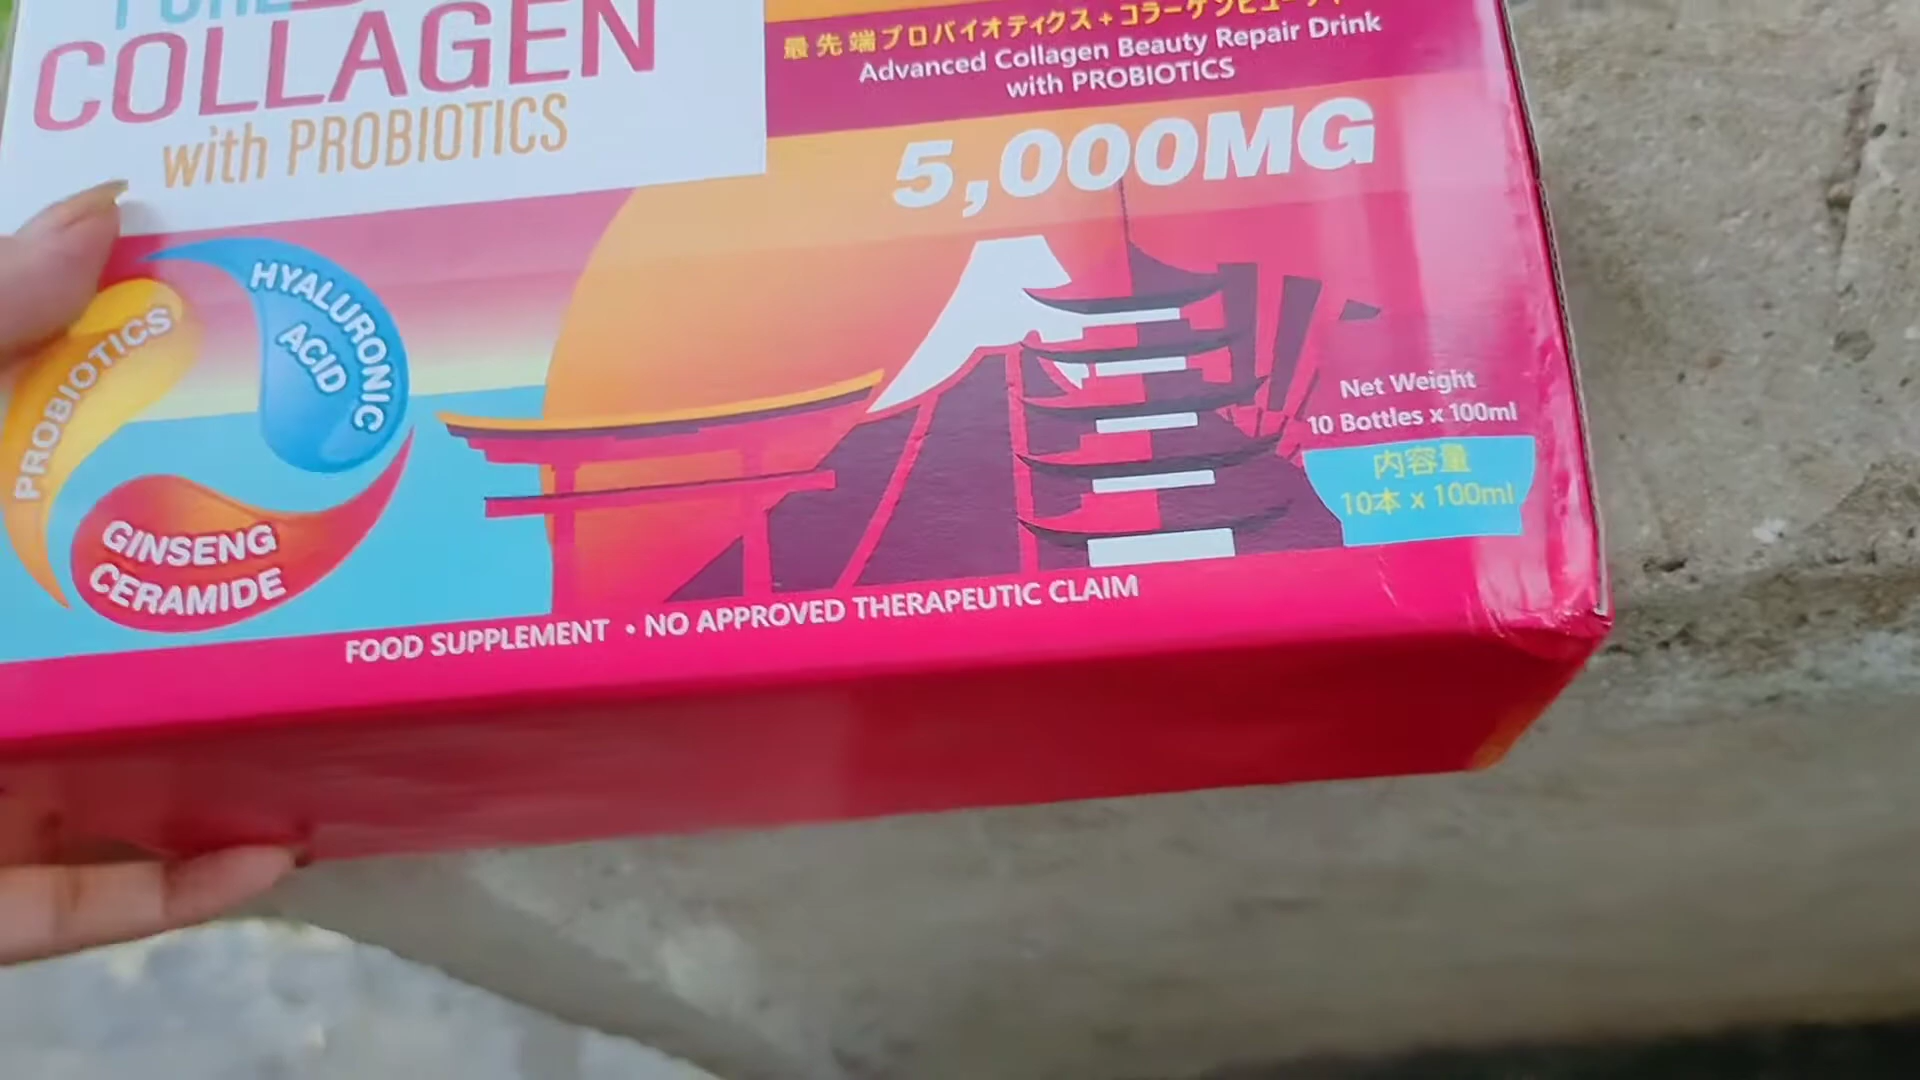 COLLAGEN
with PROBIOTICS
最先端プロバイオティクス+コラーゲンビューティー
Advanced Collagen Beauty Repair Drink
with PROBIOTICS
5,000MG
HYALURONIC
ACID
PROBIOTICS
GINSENG
CERAMIDE
Net Weight
10 Bottles x 100ml
内容量
10本 x 100ml
FOOD SUPPLEMENT • NO APPROVED THERAPEUTIC CLAIM